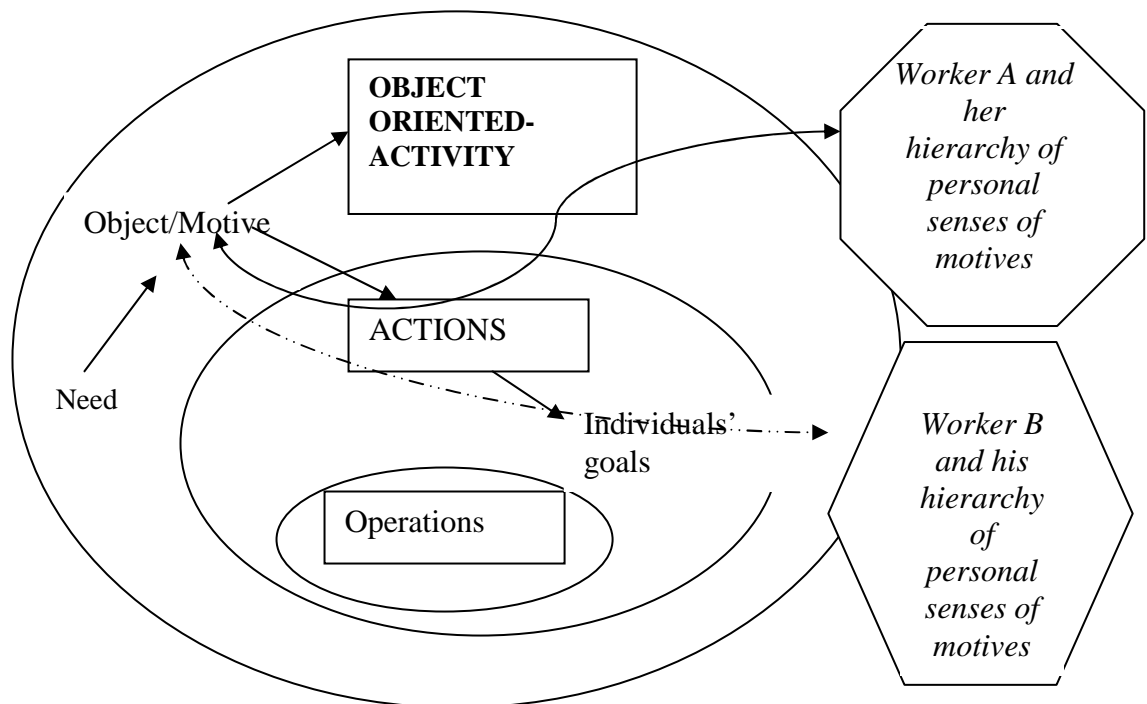 OBJECT
ORIENTED-
ACTIVITY
Object/Motive
Need
ACTIONS
Individuals’
goals
Operations
Worker A and
her
hierarchy of
personal
senses of
motives
Worker B
and his
hierarchy
of
personal
senses of
motives